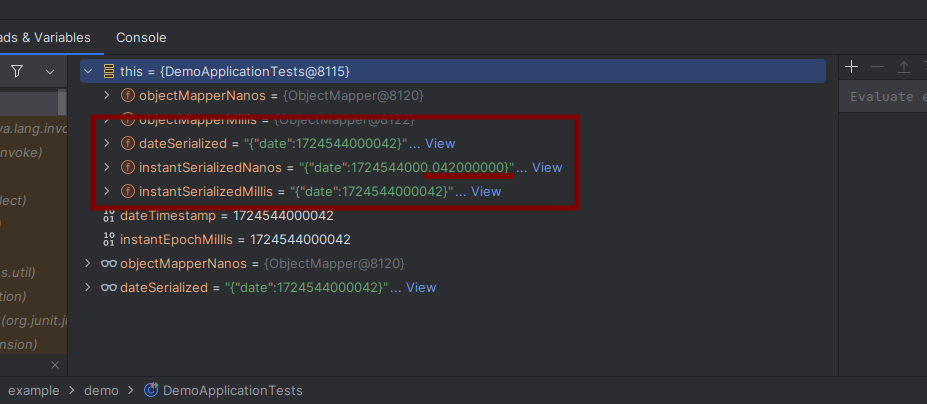 ads & Variables Console
this = {DemoApplicationTests@8115}
objectMapperNanos = {ObjectMapper@8120}
objectMapperMillis = {ObjectMapper@8122}
va.lang.invo
dateSerialized = "{"date":1724544000042}"... View
nvoke)
instantSerializedNanos = "{"date":1724544000.042000000}"... View
instantSerializedMillis = "{"date":1724544000042}"... View
lect)
dateTimestamp = 1724544000042
)
instantEpochMillis = 1724544000042
objectMapperNanos = {ObjectMapper@8120}
s.util)
dateSerialized = "{"date":1724544000042}"... View
tion)
(org.junit.ju
nsion)
Evaluate e
example > demo > DemoApplicationTests